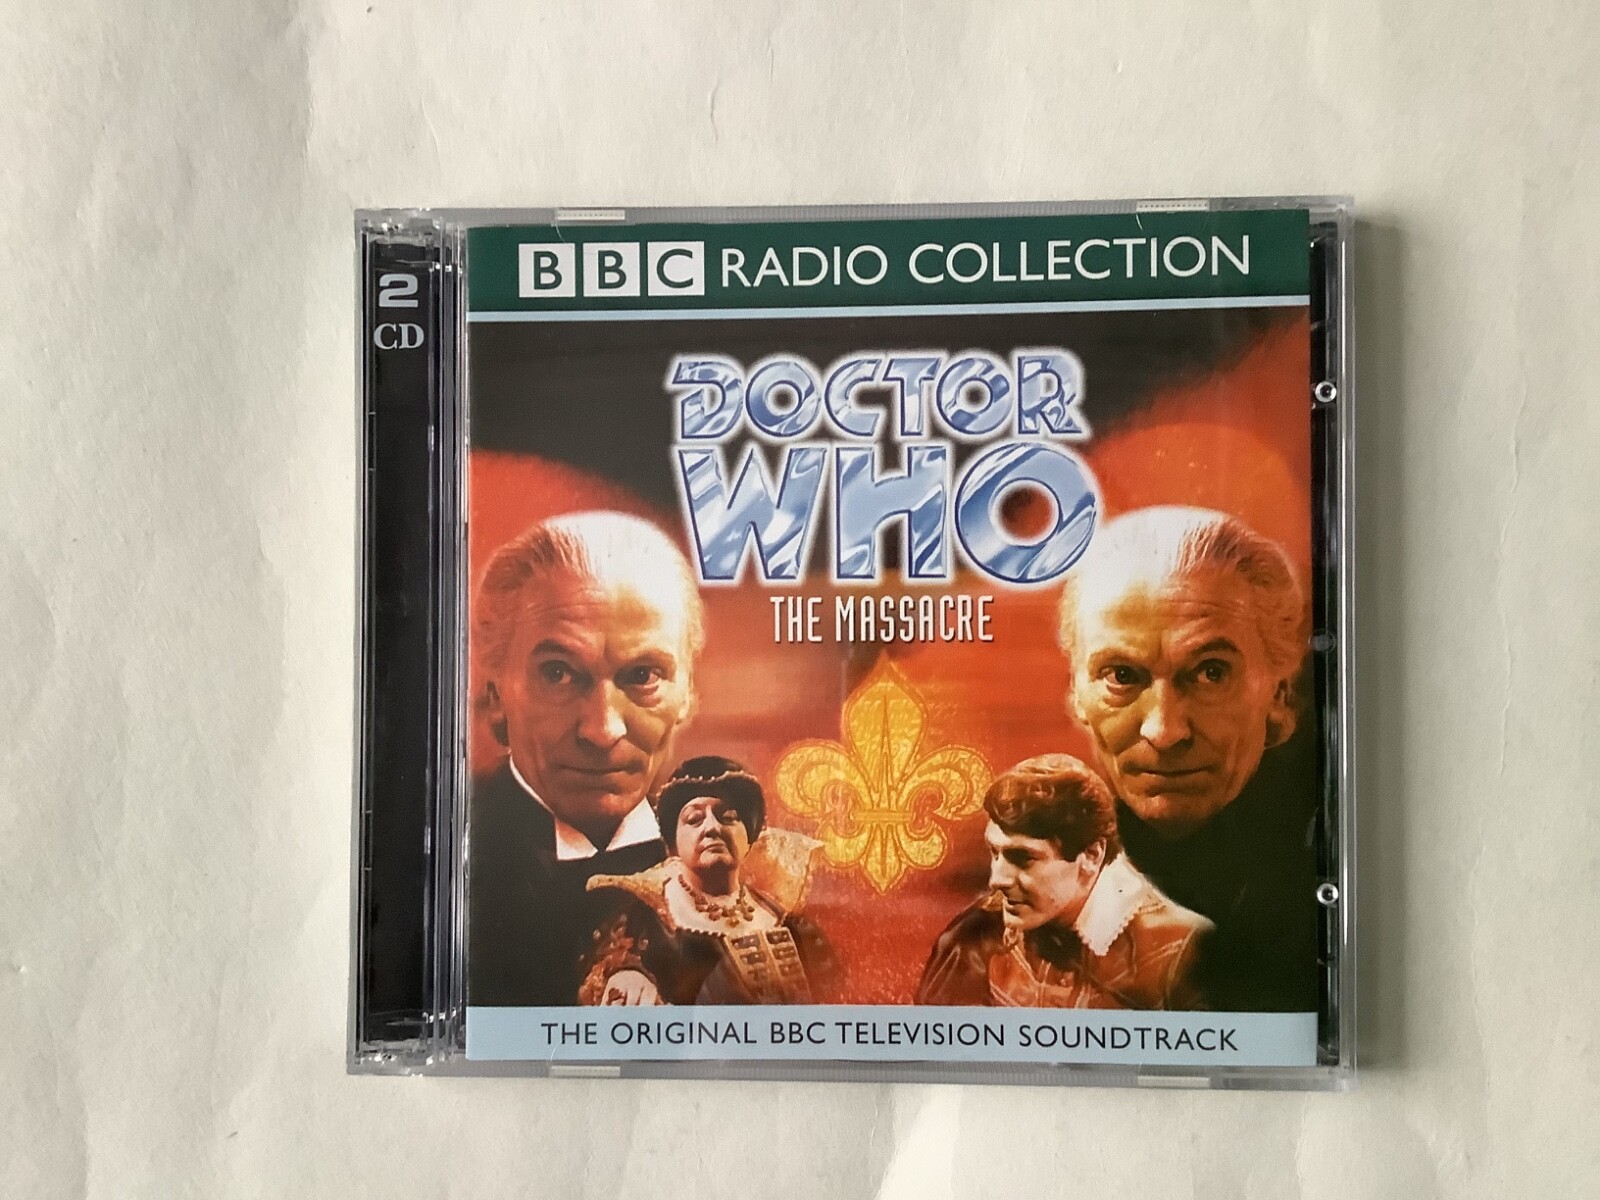 2
CD
BBC RADIO COLLECTION
DOCTOR
WHO
THE MASSACRE
THE ORIGINAL BBC TELEVISION SOUNDTRACK